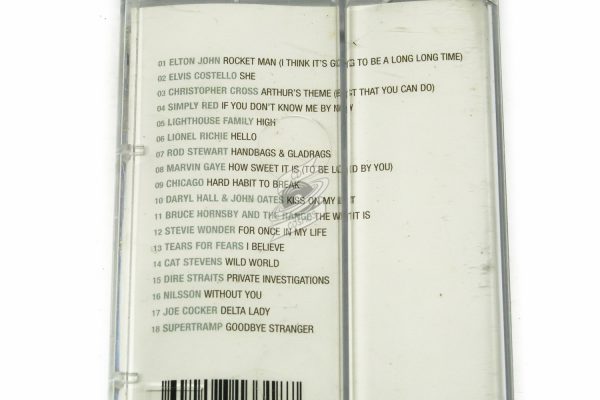 01 ELTON JOHN ROCKET MAN (I THINK IT'S GOING TO BE A LONG LONG TIME)
02 ELVIS COSTELLO SHE
03 CHRISTOPHER CROSS ARTHUR'S THEME (BEST THAT YOU CAN DO)
04 SIMPLY RED IF YOU DON'T KNOW ME BY NOW
05 LIGHTHOUSE FAMILY HIGH
06 LIONEL RICHIE HELLO
07 ROD STEWART HANDBAGS & GLADRAGS
08 MARVIN GAYE HOW SWEET IT IS (TO BE LOVED BY YOU)
09 CHICAGO HARD HABIT TO BREAK
10 DARYL HALL & JOHN OATES KISS ON MY LIST
11 BRUCE HORNSBY AND THE RANGE THE WAY IT IS
12 STEVIE WONDER FOR ONCE IN MY LIFE
13 TEARS FOR FEARS I BELIEVE
14 CAT STEVENS WILD WORLD
15 DIRE STRAITS PRIVATE INVESTIGATIONS
16 NILSSON WITHOUT YOU
17 JOE COCKER DELTA LADY
18 SUPERTRAMP GOODBYE STRANGER